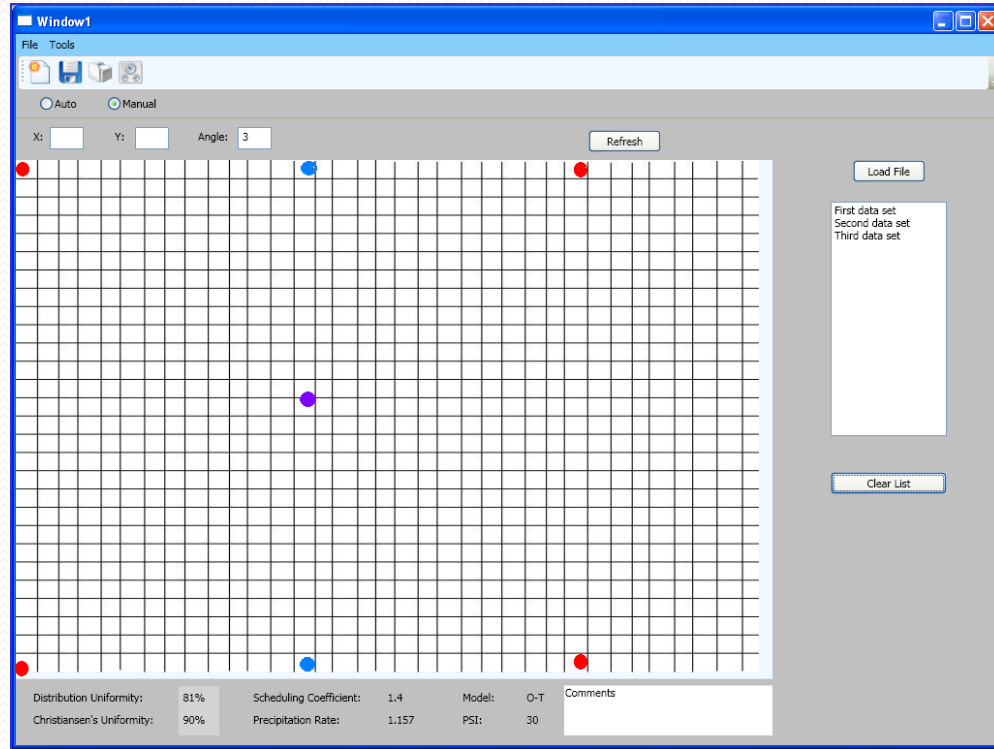 Window1
File Tools
Auto Manual
X: Y: Angle: 3
Refresh
Load File
First data set
Second data set
Third data set
Clear List
Distribution Uniformity: 81% Scheduling Coefficient: 1.4 Model: O-T Comments
Christiansen's Uniformity: 90% Precipitation Rate: 1.157 PSI: 30